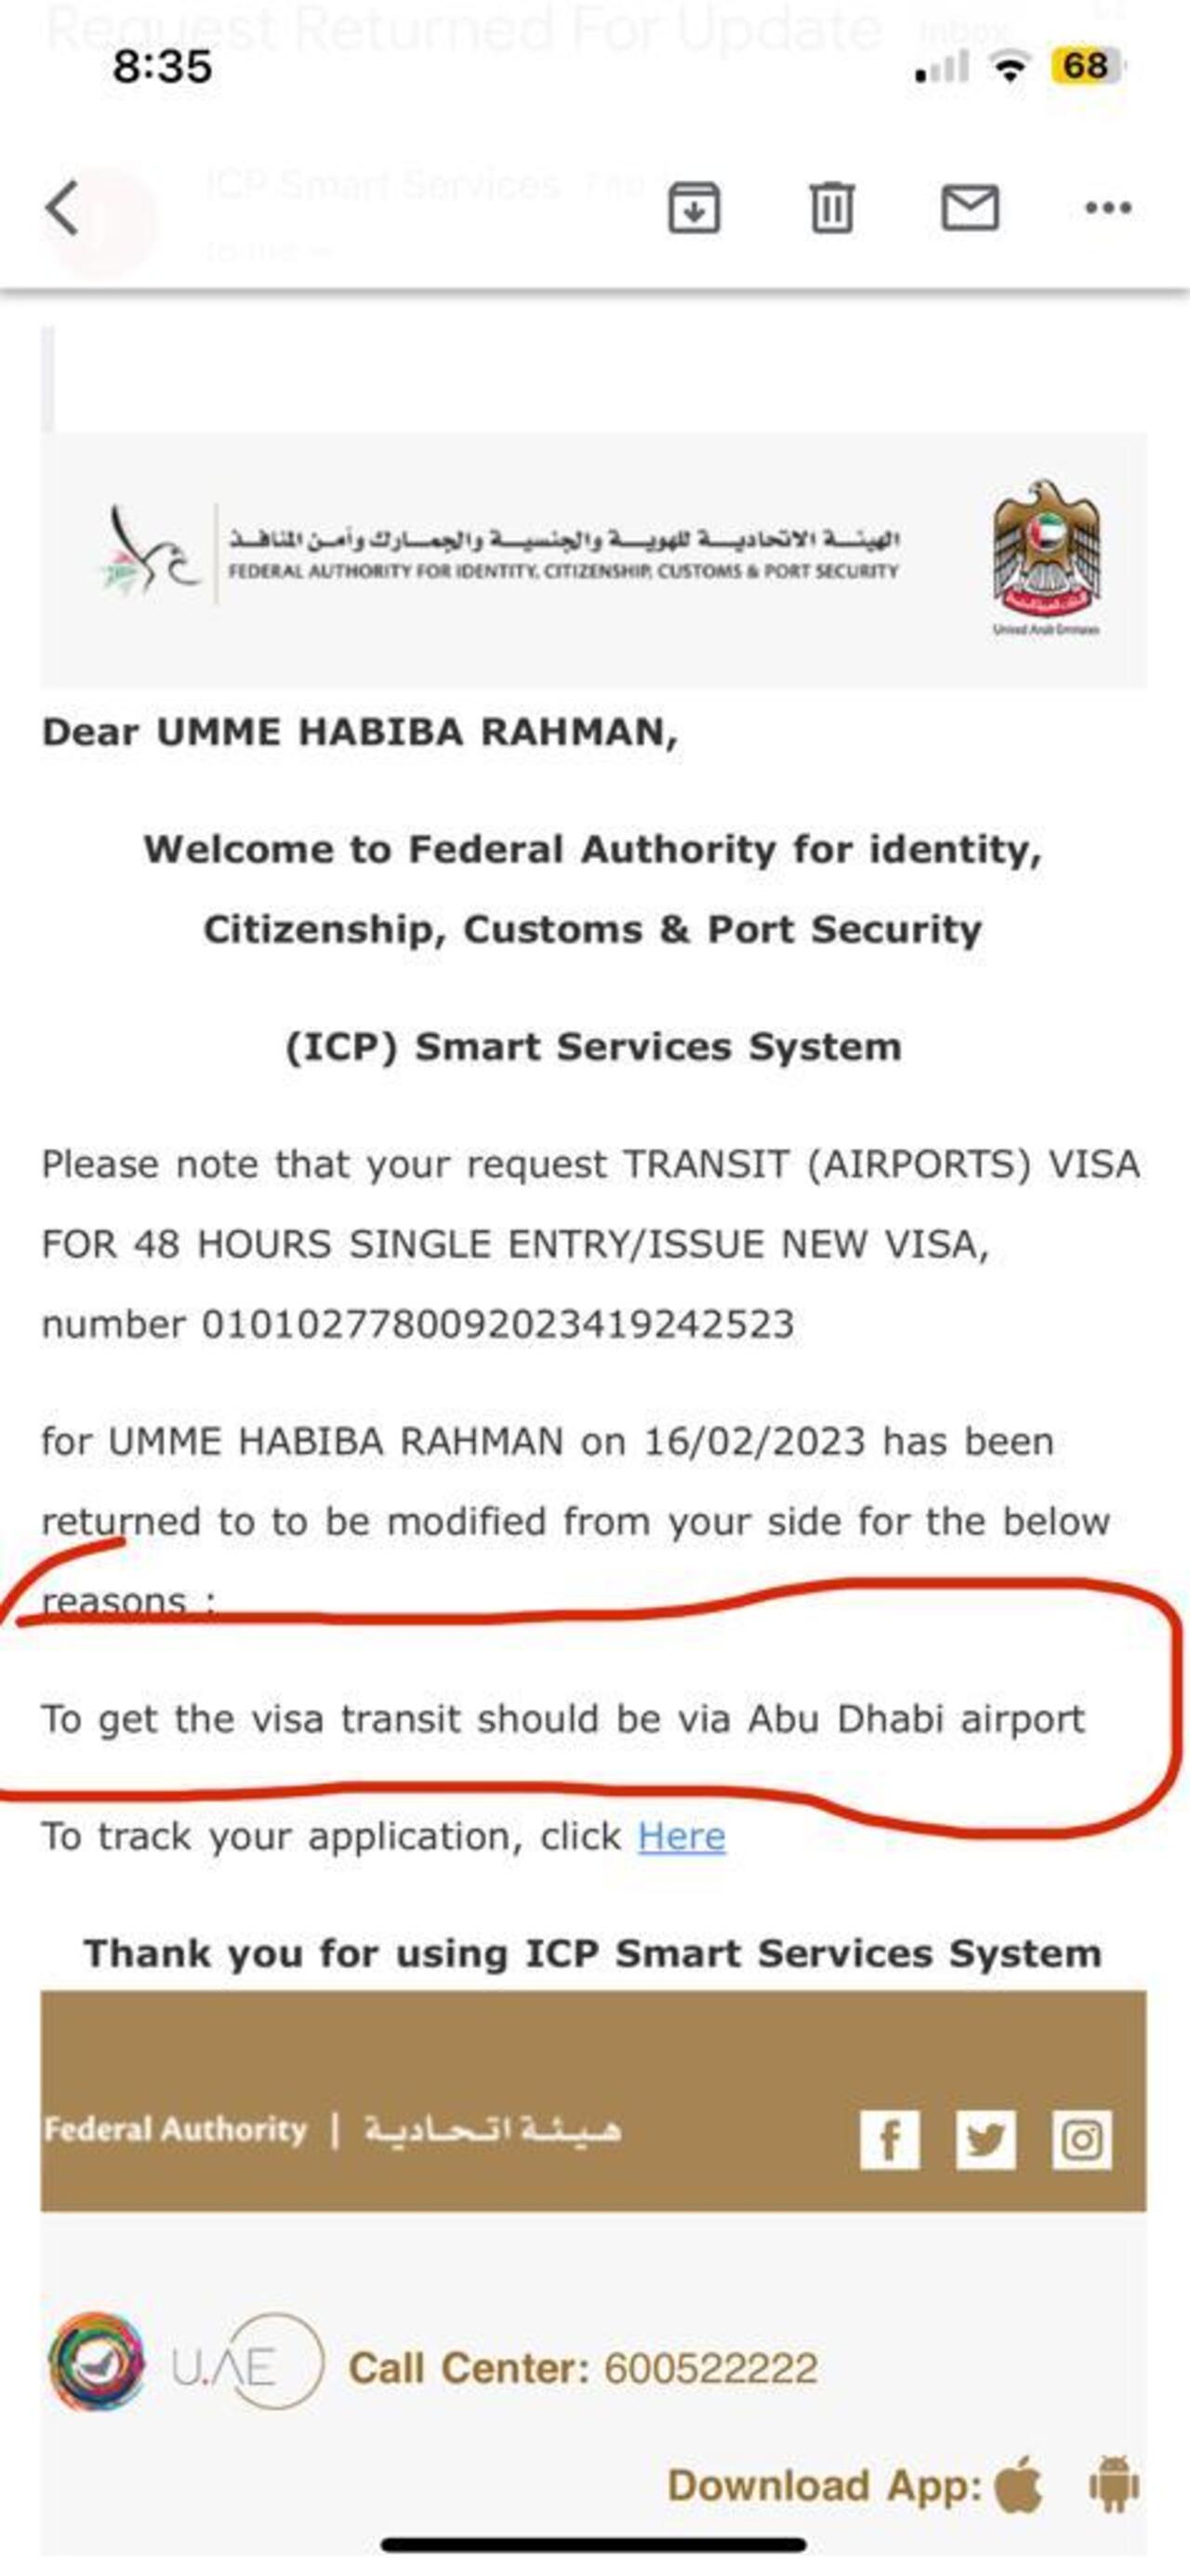 Request Returned For Update Inbox
8:35
68
ICP Smart Services
to me
الهيئة الاتحادية للهوية والجنسية والجمارك وأمن المنافذ
FEDERAL AUTHORITY FOR IDENTITY, CITIZENSHIP, CUSTOMS & PORT SECURITY
United Arab Emirates
Dear UMME HABIBA RAHMAN,
Welcome to Federal Authority for identity,
Citizenship, Customs & Port Security
(ICP) Smart Services System
Please note that your request TRANSIT (AIRPORTS) VISA
FOR 48 HOURS SINGLE ENTRY/ISSUE NEW VISA,
number 0101027780092023419242523
for UMME HABIBA RAHMAN on 16/02/2023 has been
returned to to be modified from your side for the below
reasons :
To get the visa transit should be via Abu Dhabi airport
To track your application, click Here
Thank you for using ICP Smart Services System
Federal Authority | هيئة اتحادية
U.AE Call Center: 600522222
Download App: